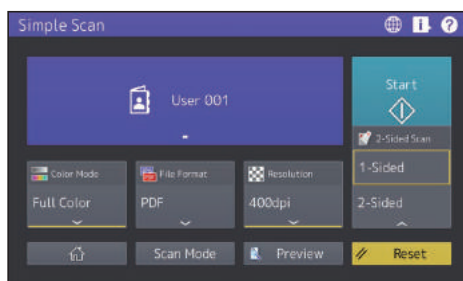 Simple Scan
User 001
Start
2-Sided Scan
1-Sided
2-Sided
Color Mode
Full Color
File Format
PDF
Resolution
400dpi
Scan Mode
Preview
Reset